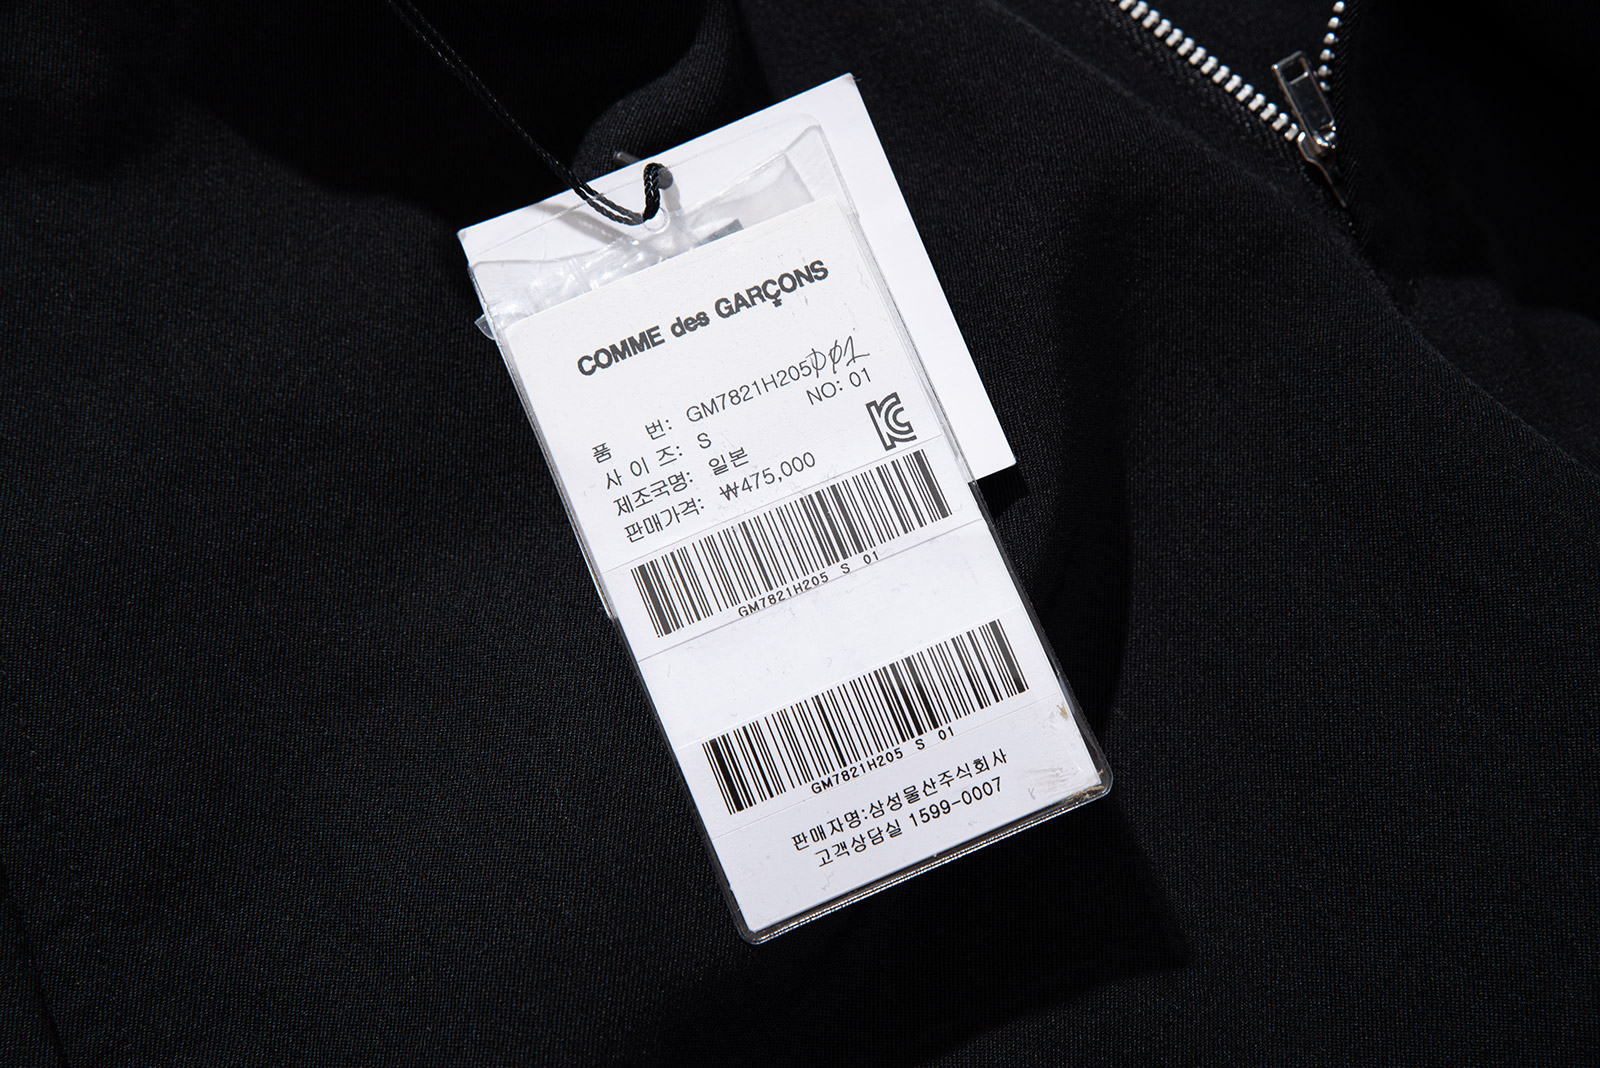 COMME des GARÇONS
품 번: GM7821H205001
NO: 01
사 이 즈: S
제조국명: 일본
판매가격: ₩475,000
GM7821H205 S 01
GM7821H205 S 01
판매자명:삼성물산주식회사
고객상담실 1599-0007